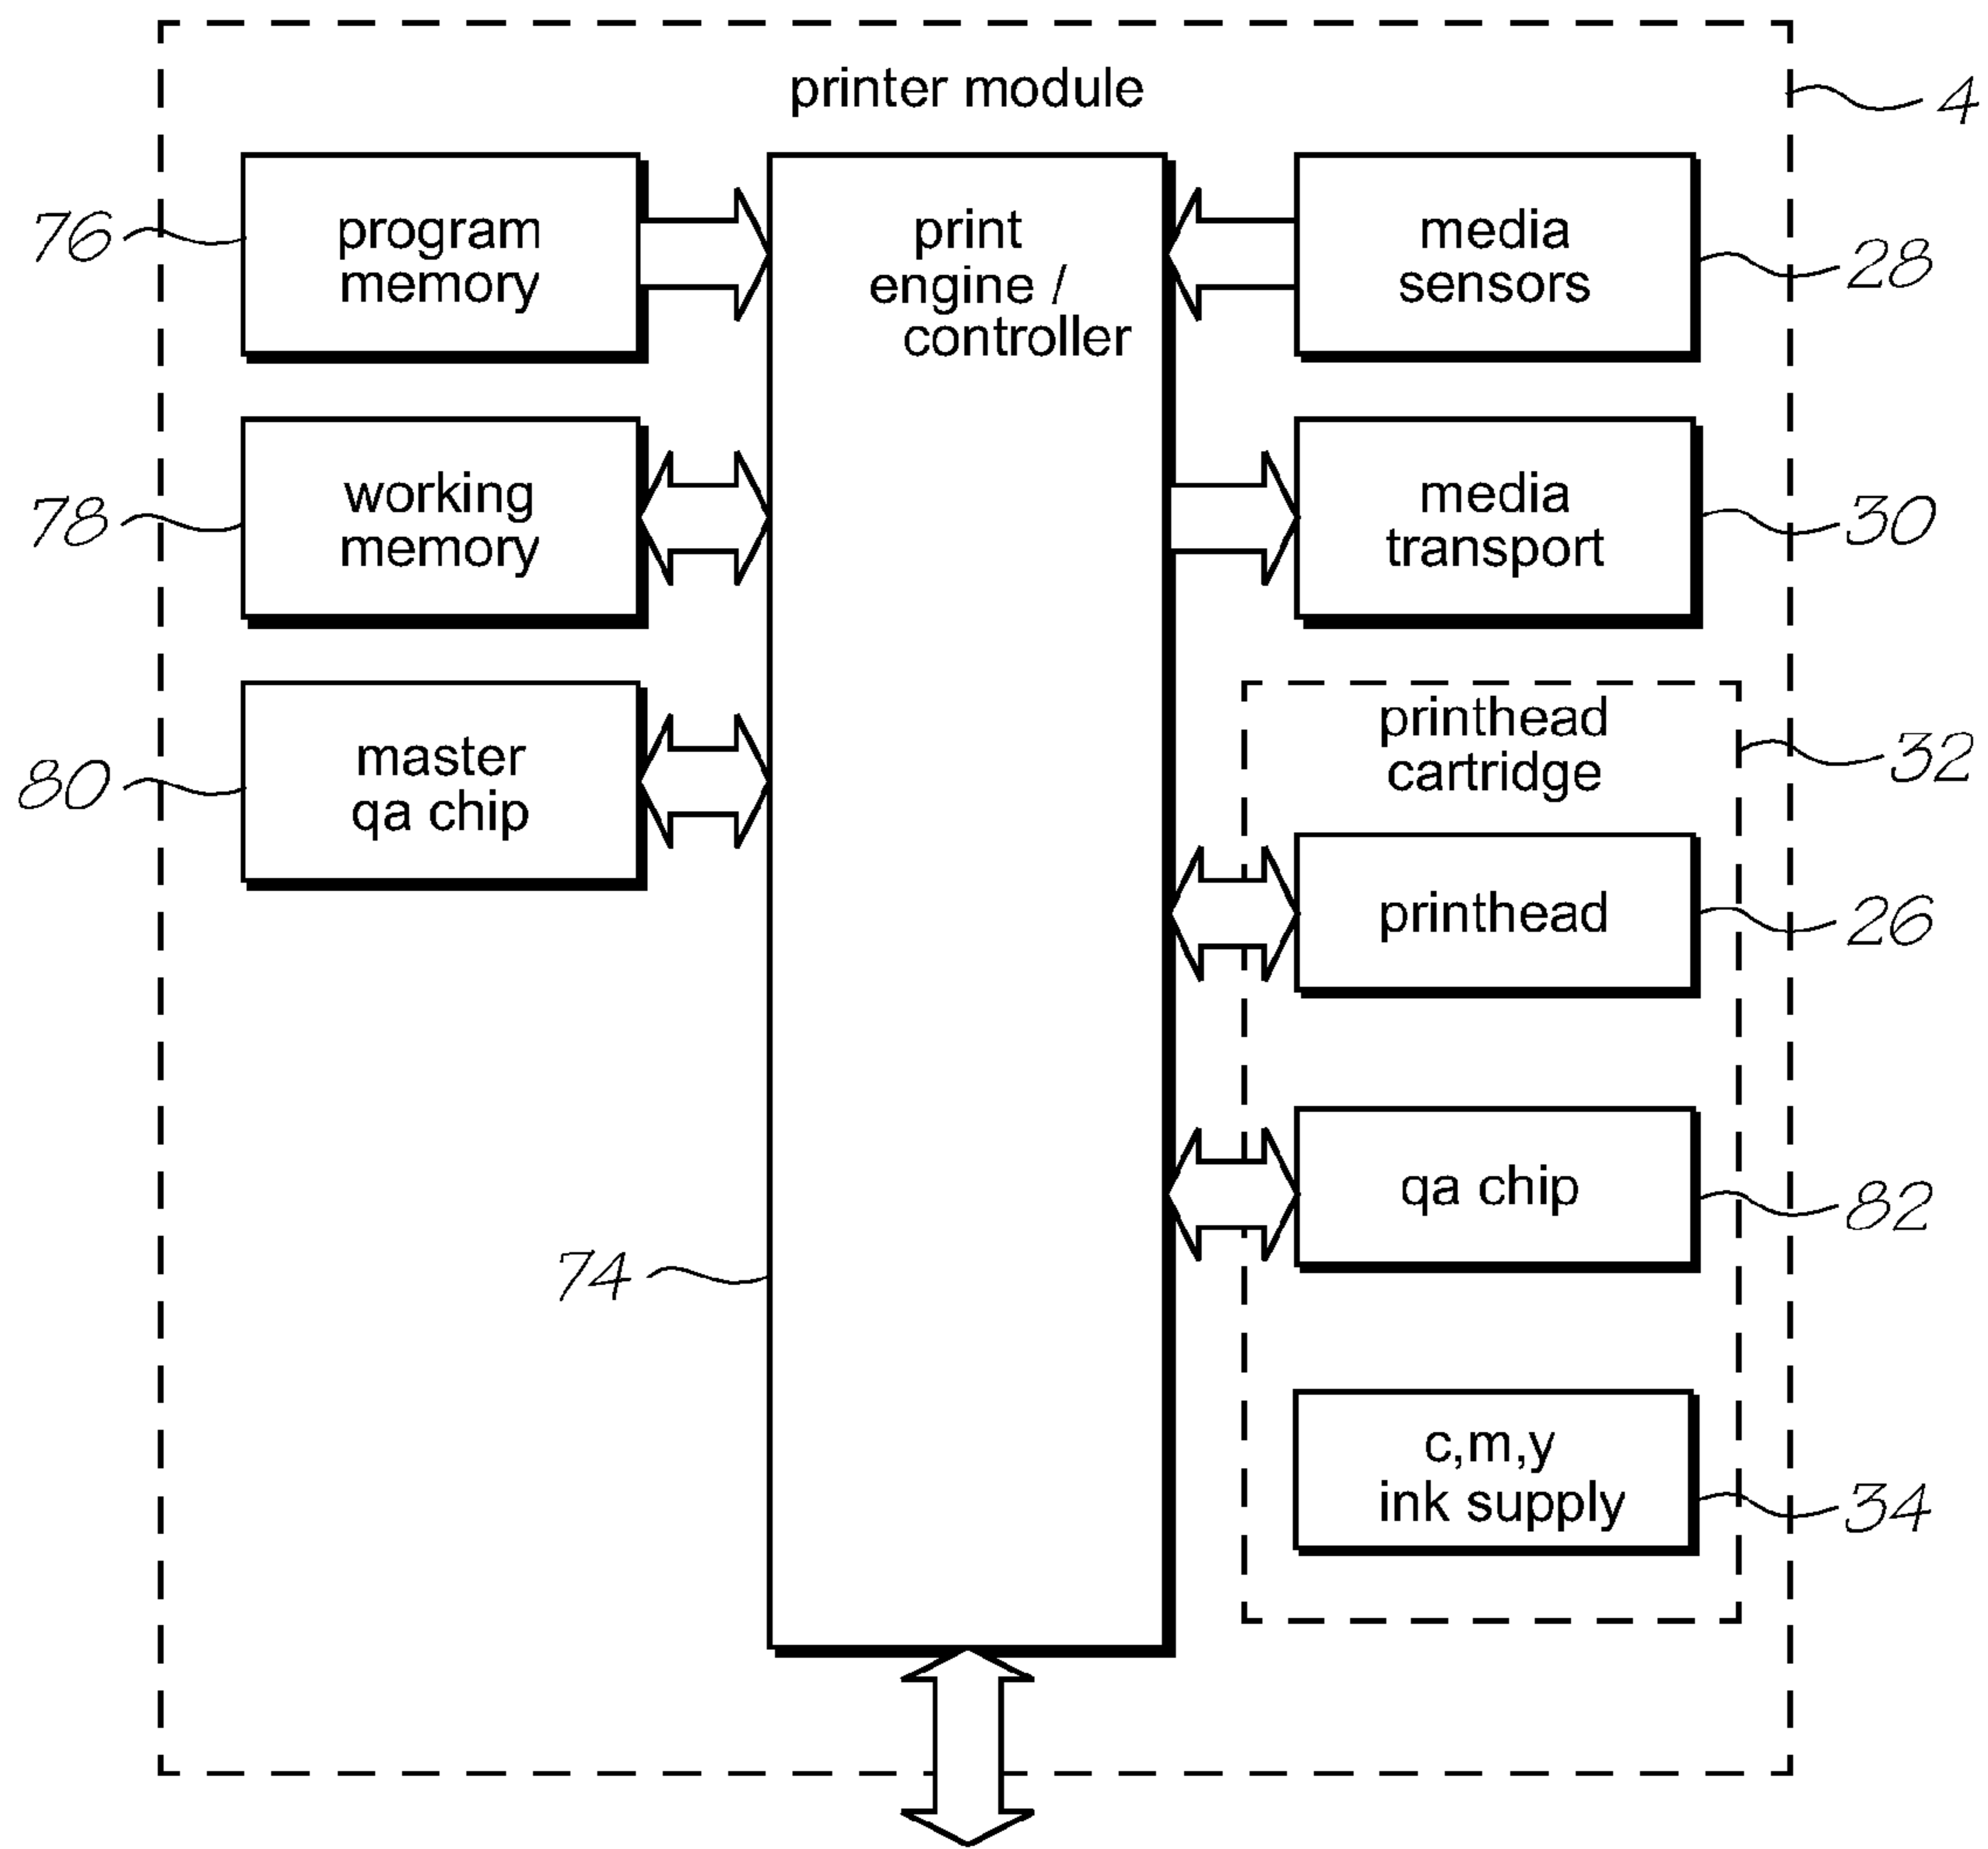 printer module
4
76
program
memory
print
engine /
controller
media
sensors
28
78
working
memory
media
transport
30
80
master
qa chip
printhead
cartridge
32
printhead
26
qa chip
82
74
c,m,y
ink supply
34